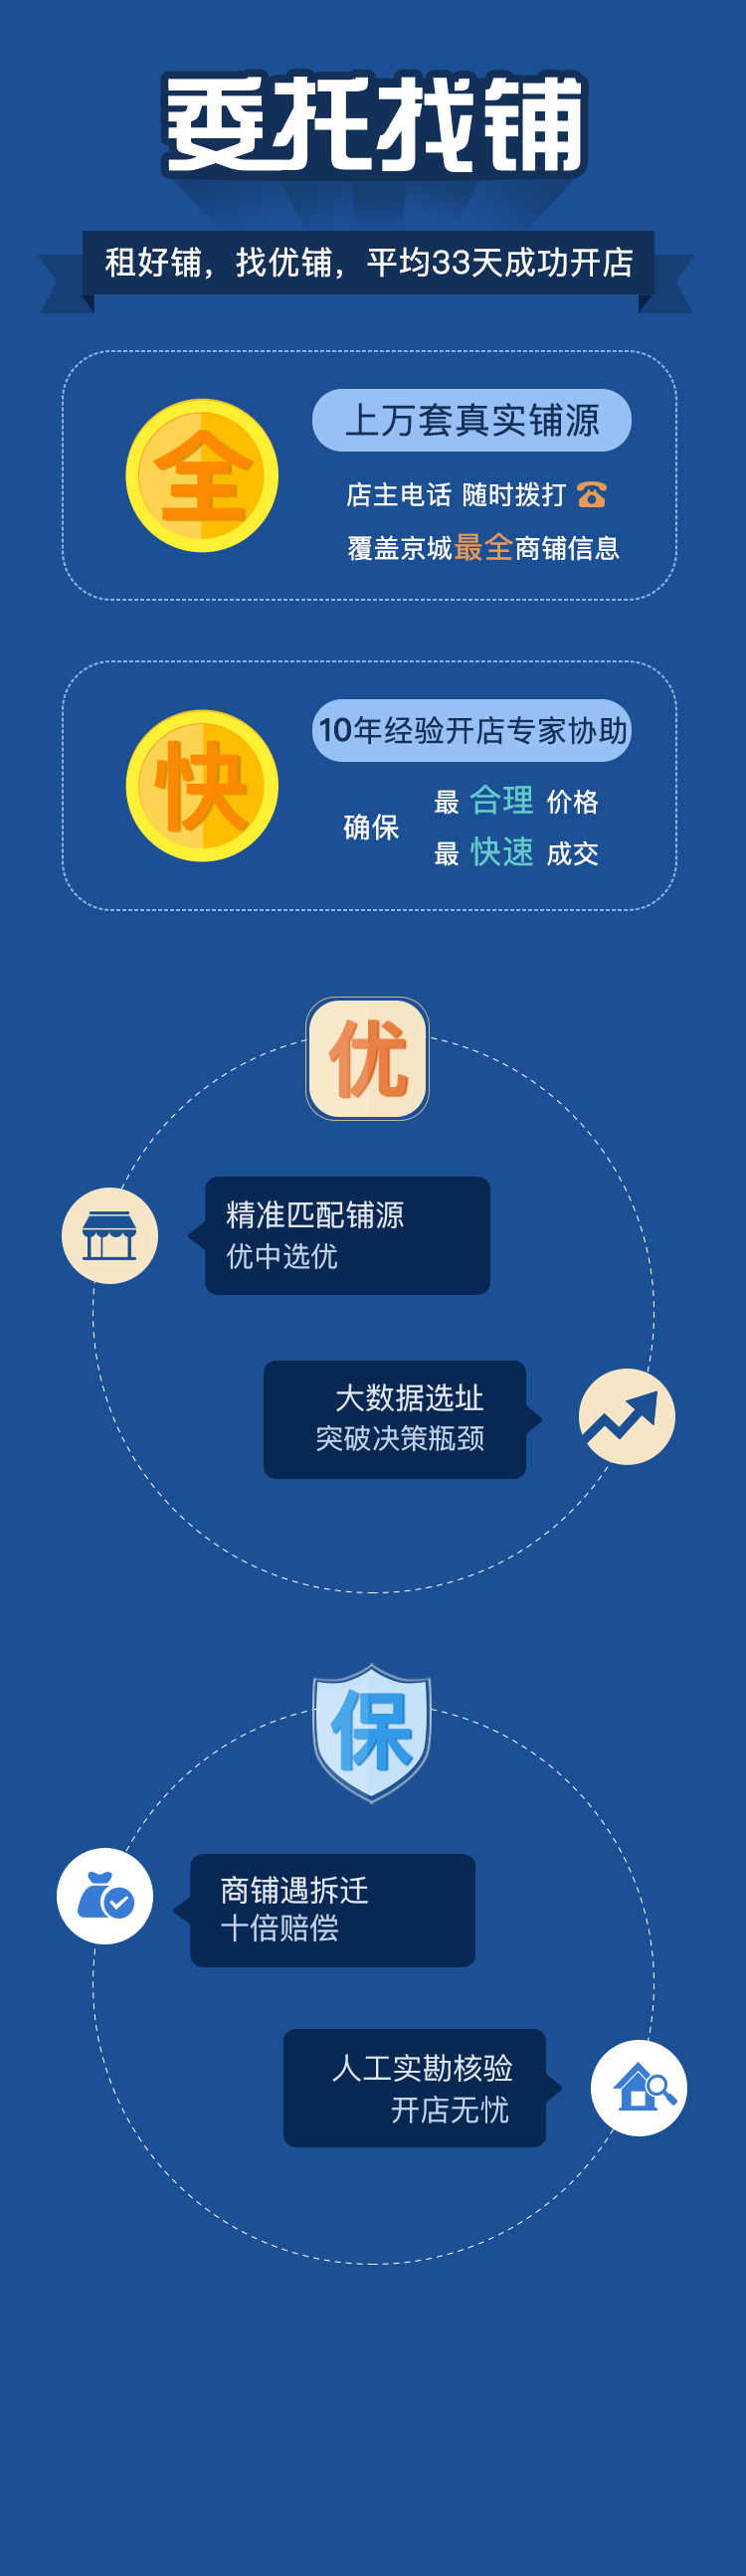 委托找铺
租好铺，找优铺，平均33天成功开店
全
上万套真实铺源
店主电话 随时拨打
覆盖京城最全商铺信息
快
10年经验开店专家协助
确保
最 合理 价格
最 快速 成交
优
精准匹配铺源
优中选优
大数据选址
突破决策瓶颈
保
商铺遇拆迁
十倍赔偿
人工实勘核验
开店无忧